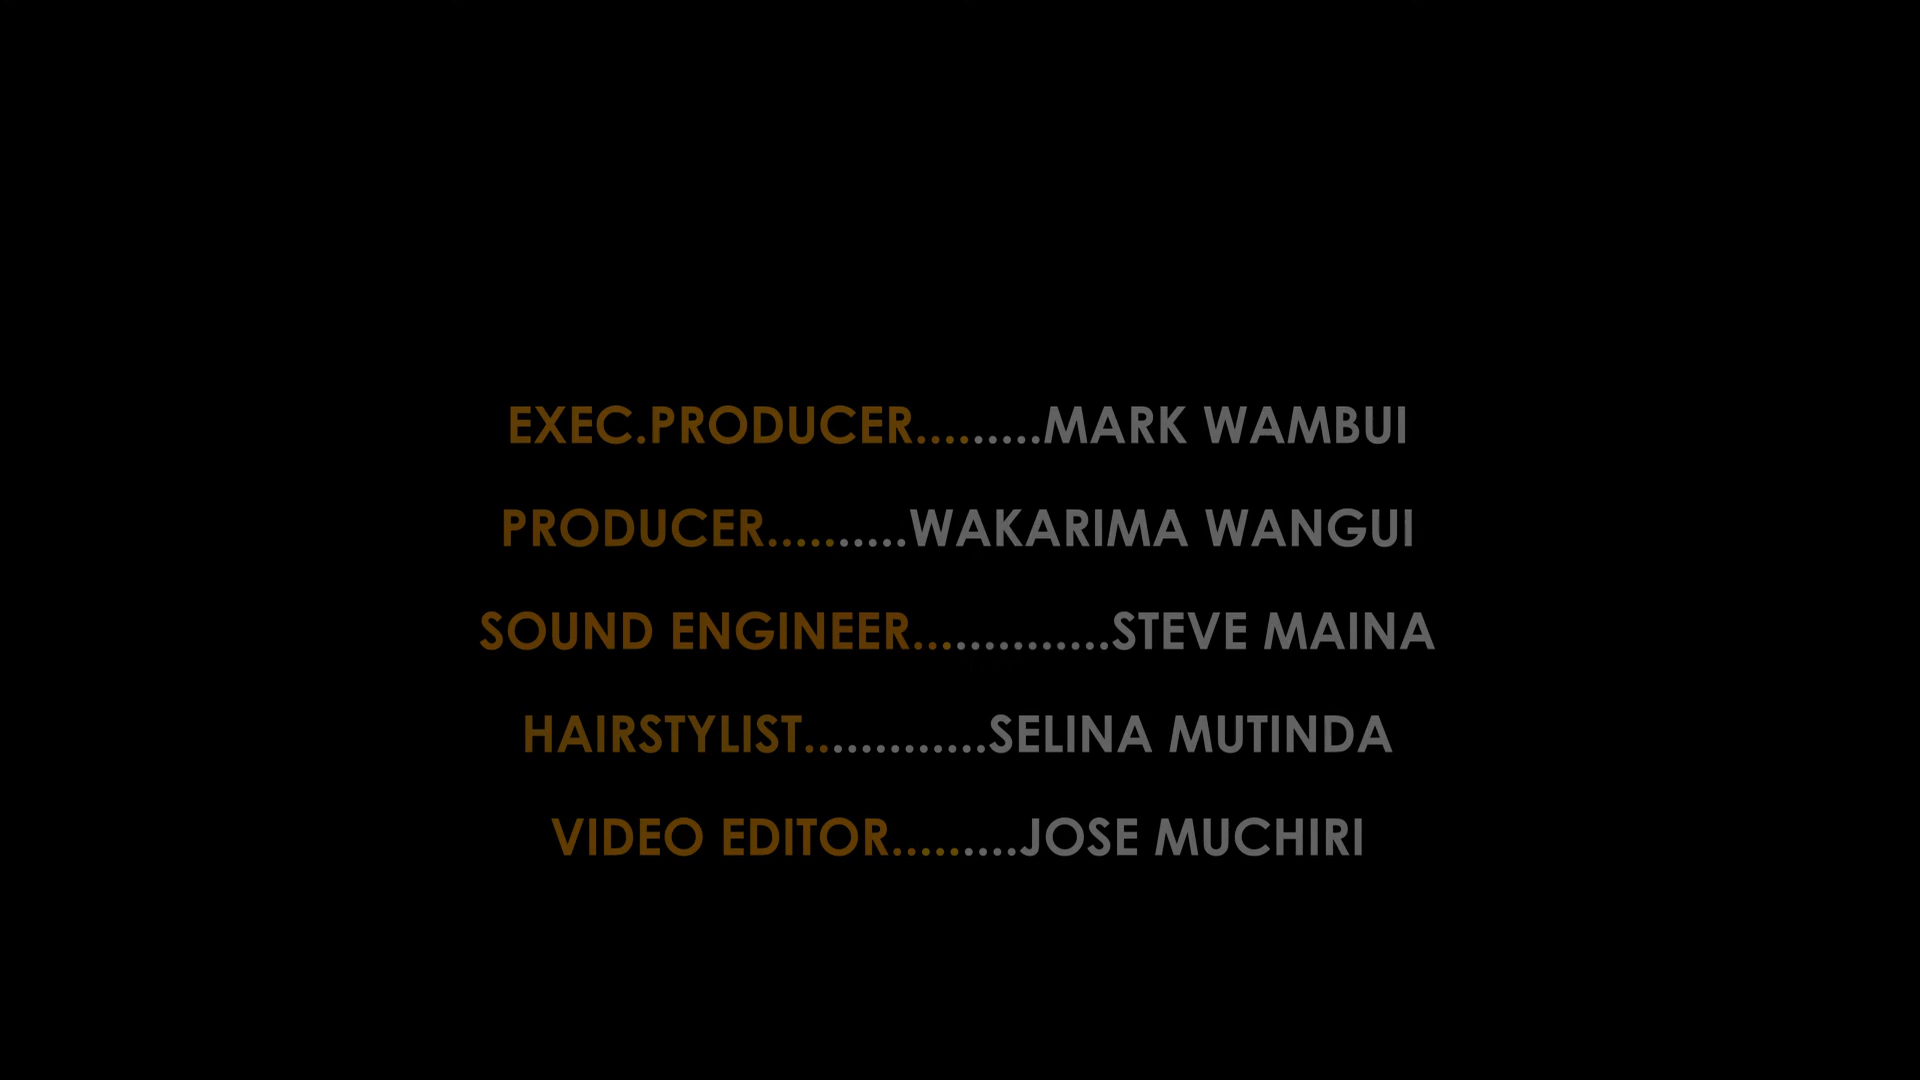 EXEC.PRODUCER.........MARK WAMBUI
PRODUCER..........WAKARIMA WANGUI
SOUND ENGINEER..............STEVE MAINA
HAIRSTYLIST.............SELINA MUTINDA
VIDEO EDITOR.........JOSE MUCHIRI